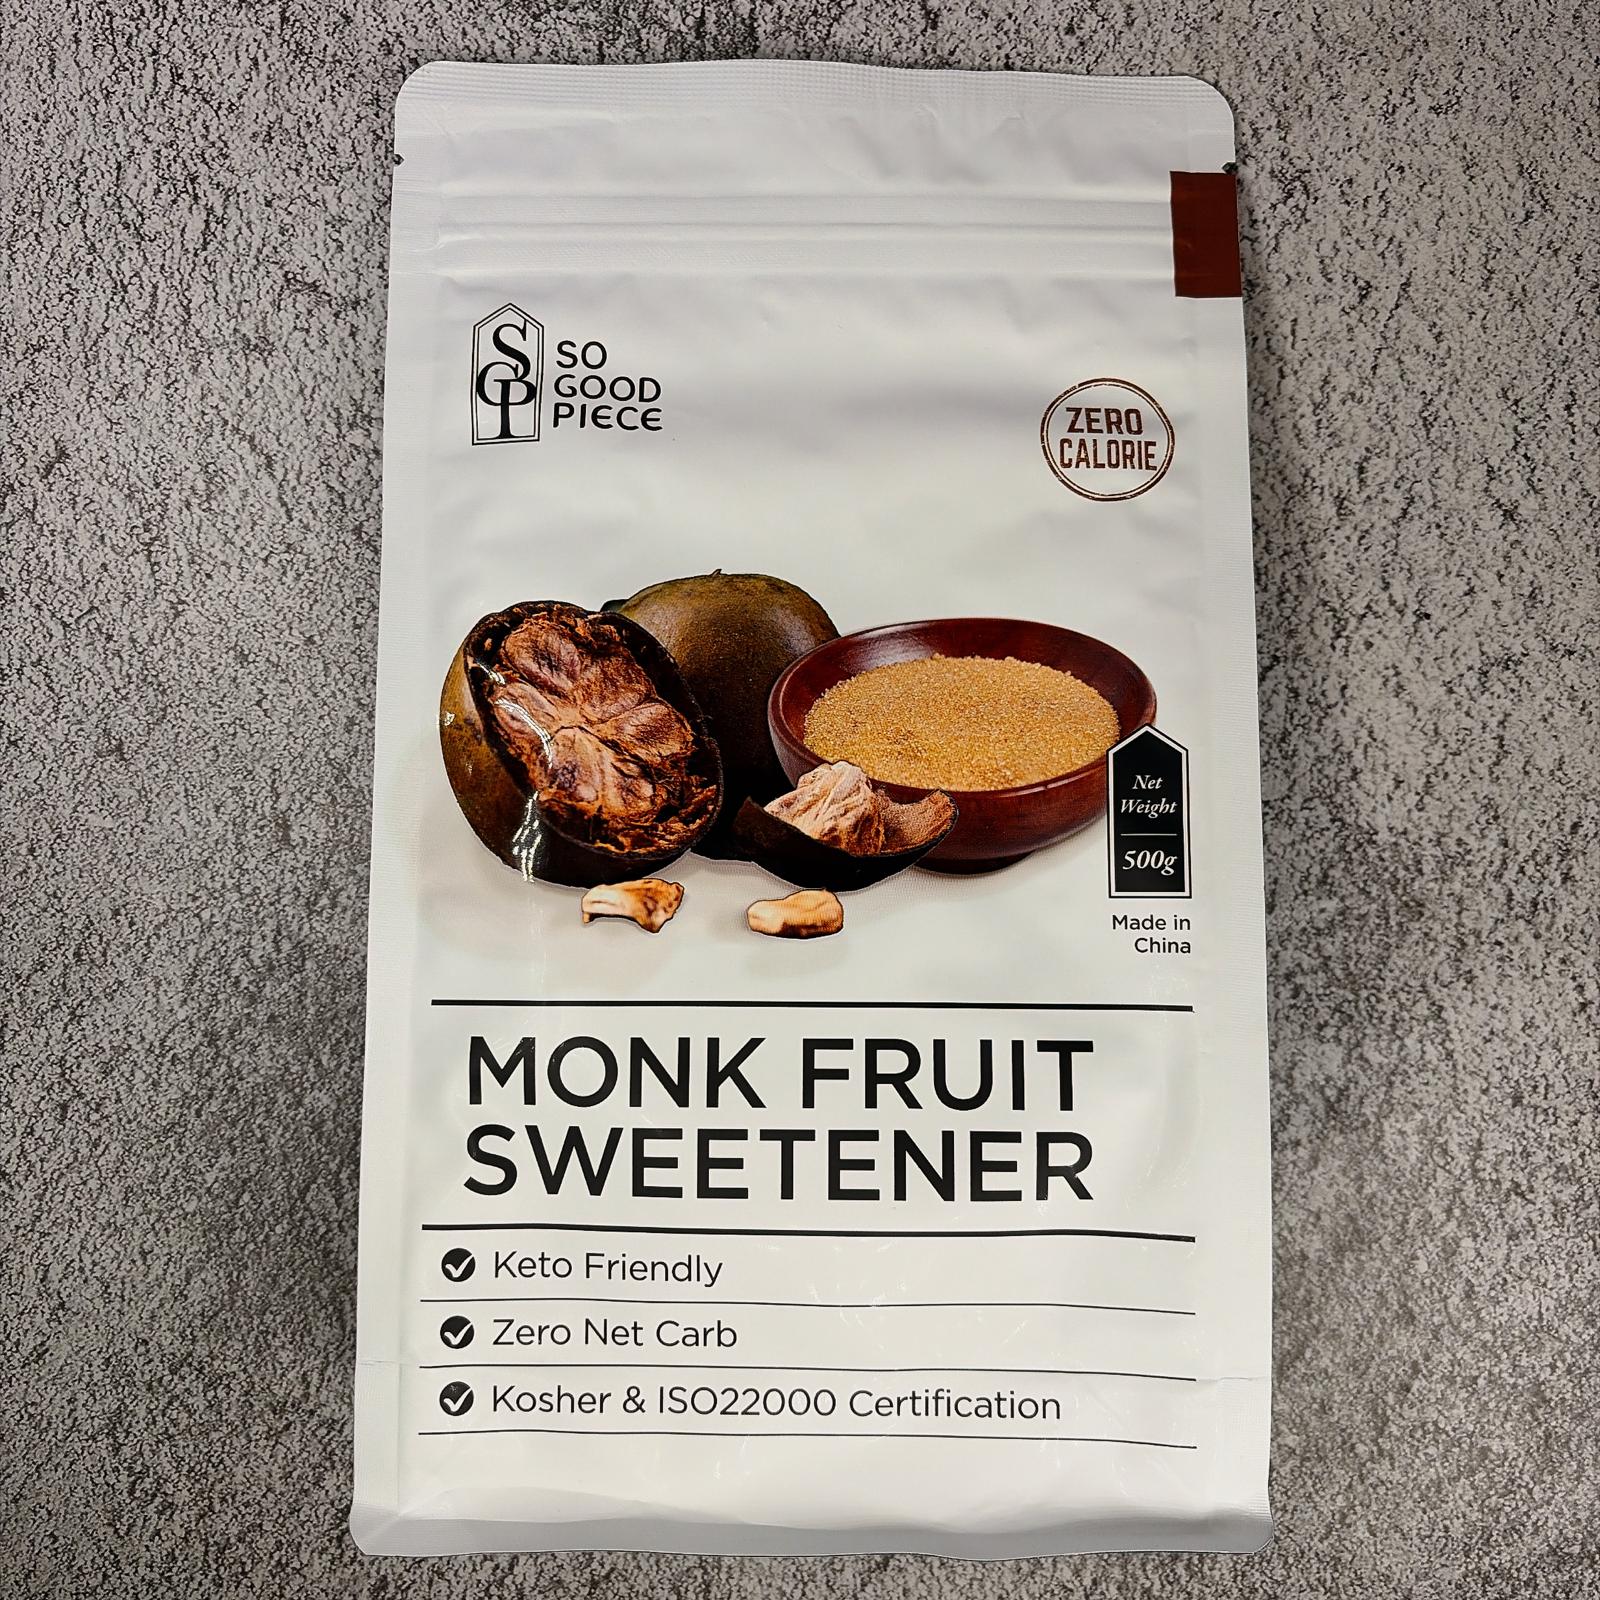 SGP
SO
GOOD
PIECE
ZERO
CALORIE
Net
Weight
500g
Made in
China
MONK FRUIT
SWEETENER
Keto Friendly
Zero Net Carb
Kosher & ISO22000 Certification